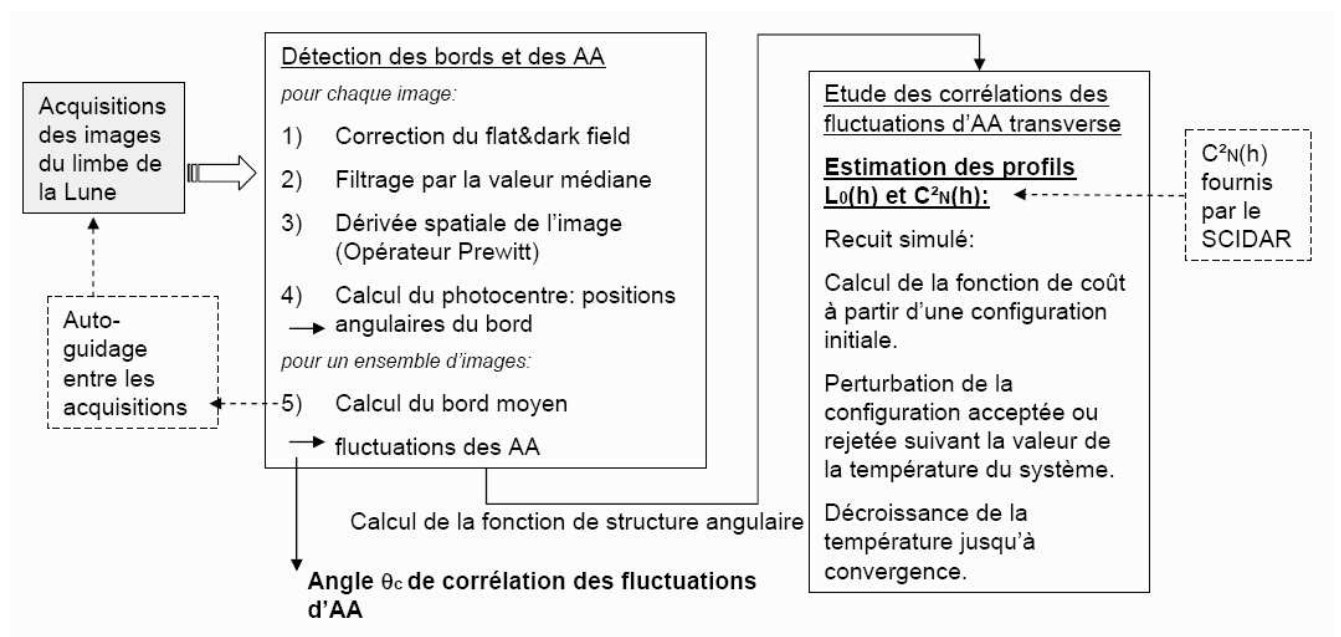 Acquisitions
des images
du limbe de
la Lune
Auto-
guidage
entre les
acquisitions
Détection des bords et des AA
pour chaque image:
1) Correction du flat&dark field
2) Filtrage par la valeur médiane
3) Dérivée spatiale de l'image
(Opérateur Prewitt)
4) Calcul du photocentre: positions
angulaires du bord
pour un ensemble d'images:
5) Calcul du bord moyen
fluctuations des AA
Calcul de la fonction de structure angulaire
Angle θc de corrélation des fluctuations
d'AA
Etude des corrélations des
fluctuations d'AA transverse
Estimation des profils
L0(h) et C²N(h):
Recuit simulé:
Calcul de la fonction de coût
à partir d'une configuration
initiale.
Perturbation de la
configuration acceptée ou
rejetée suivant la valeur de
la température du système.
Décroissance de la
température jusqu'à
convergence.
C²N(h)
fournis
par le
SCIDAR